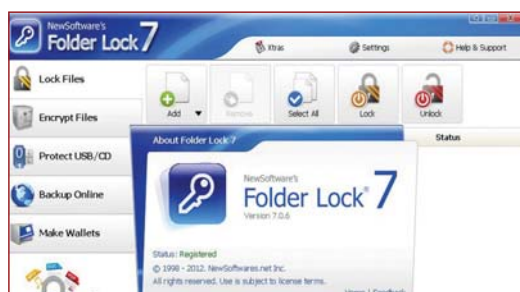 NewSoftware's
Folder Lock 7
Xtras
Settings
Help & Support
Lock Files
Encrypt Files
Protect USB/CD
Backup Online
Make Wallets
Add
Remove
Select All
Lock
Unlock
Status
About Folder Lock 7
NewSoftware's
Folder Lock® 7
Version 7.0.6
Status: Registered
© 1998 - 2012. NewSoftwares.net Inc.
All rights reserved. Use is subject to license terms.
Feedback